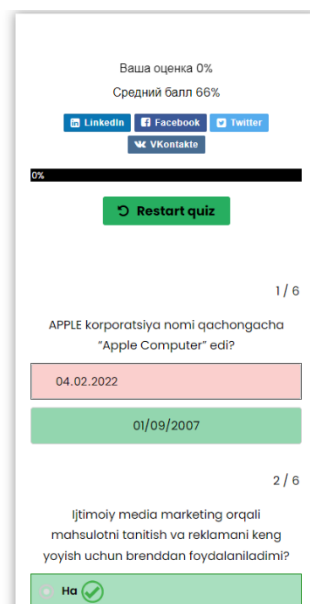 Ваша оценка 0%
Средний балл 66%
LinkedIn Facebook Twitter
VKontakte
0%
Restart quiz
1 / 6
APPLE korporatsiya nomi qachongacha
“Apple Computer” edi?
04.02.2022
01/09/2007
2 / 6
Ijtimoiy media marketing orqali
mahsulotni tanitish va reklamani keng
yoyish uchun brenddan foydalaniladimi?
Ha